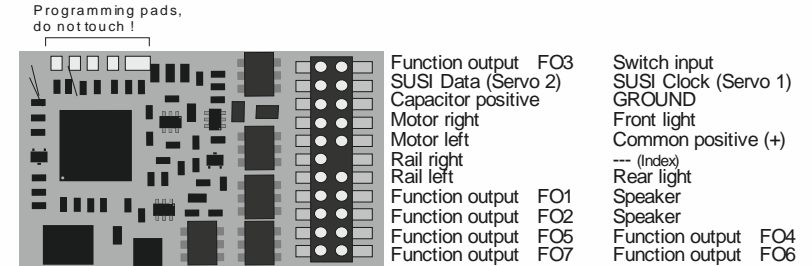 Programming pads,
do not touch !
Function output FO3 Switch input
SUSI Data (Servo 2) SUSI Clock (Servo 1)
Capacitor positive GROUND
Motor right Front light
Motor left Common positive (+)
Rail right --- (Index)
Rail left Rear light
Function output FO1 Speaker
Function output FO2 Speaker
Function output FO5 Function output FO4
Function output FO7 Function output FO6